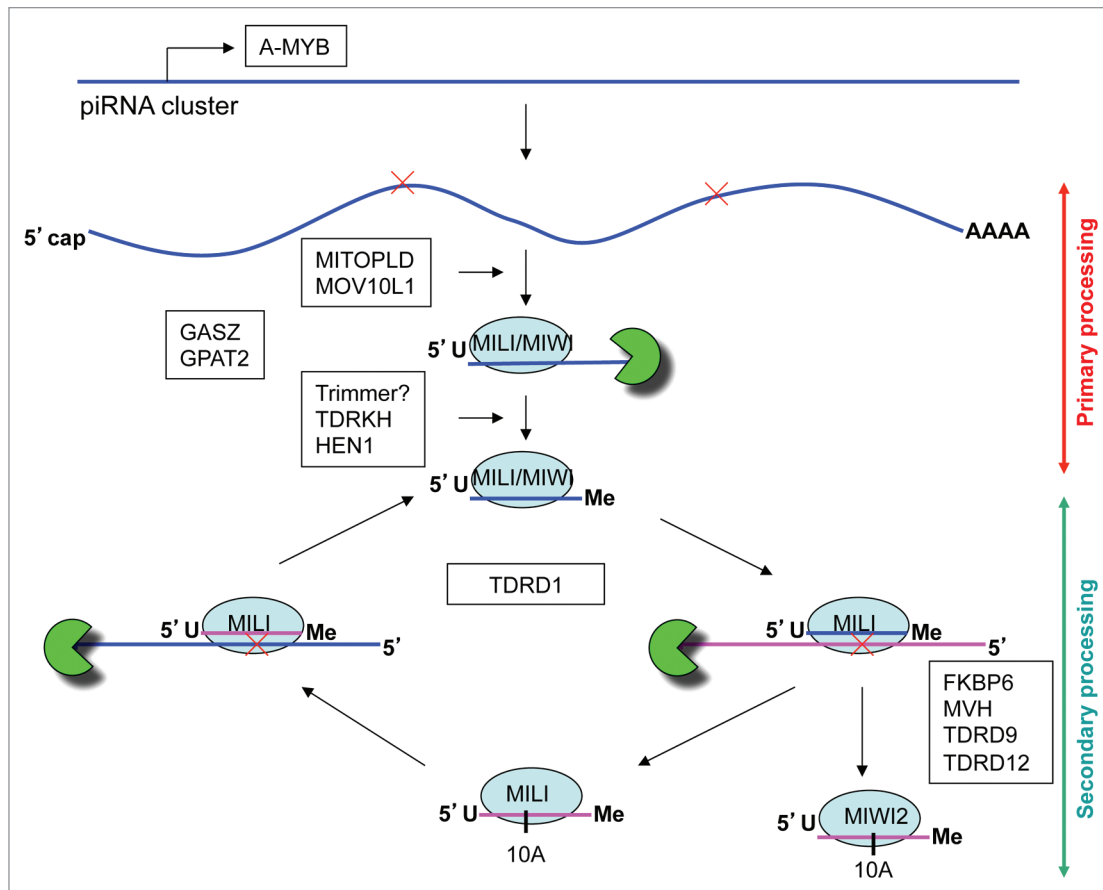 A-MYB
piRNA cluster
5' cap
AAAA
MITOPLD
MOV10L1
GASZ
GPAT2
5' U
MILI/MIWI
Trimmer?
TDRKH
HEN1
5' U
MILI/MIWI
Me
Primary processing
TDRD1
5' U
MILI
Me
5'
5' U
MILI
Me
5'
FKBP6
MVH
TDRD9
TDRD12
5' U
MILI
Me
10A
5' U
MIWI2
Me
10A
Secondary processing